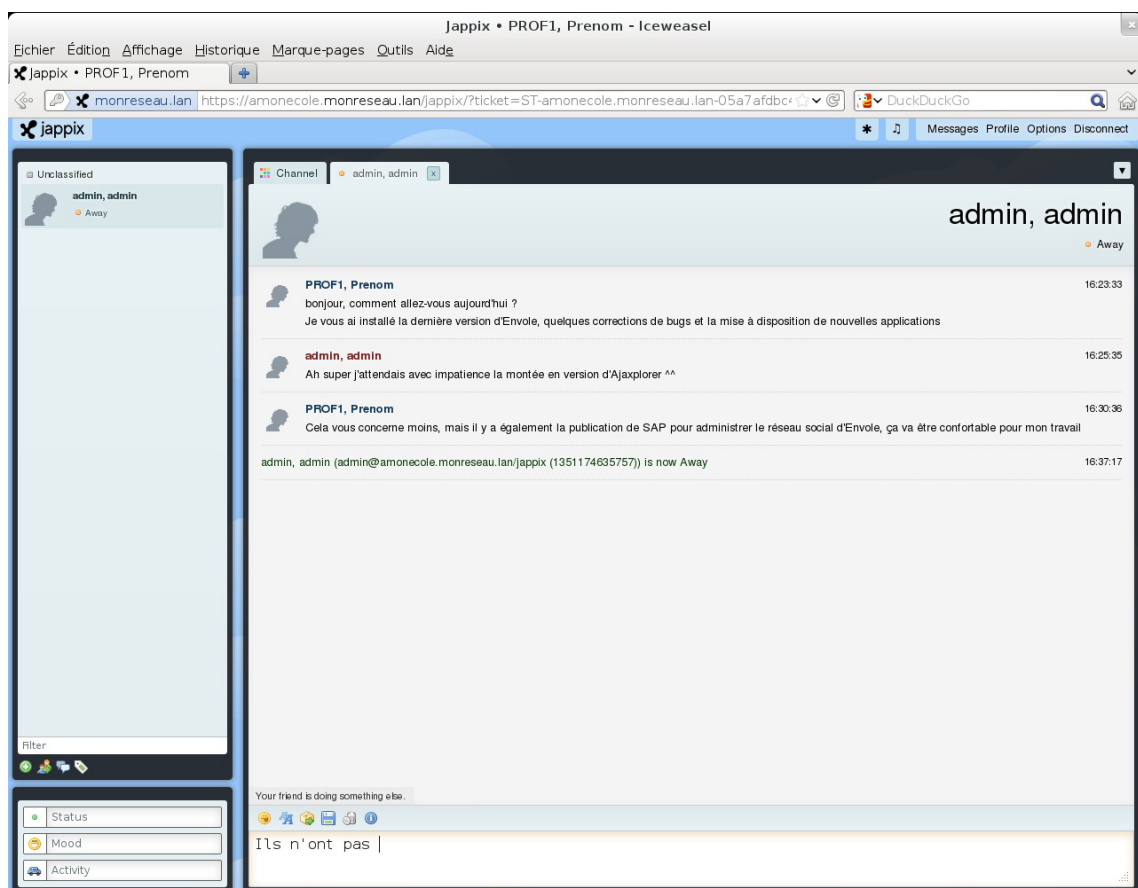 Jappix • PROF1, Prenom - Iceweasel
Fichier Édition Affichage Historique Marque-pages Outils Aide
Jappix • PROF1, Prenom
monreseau.lan https://amonecole.monreseau.lan/jappix/?ticket=ST-amonecole.monreseau.lan-05a7afdbc DuckDuckGo
jappix
Messages Profile Options Disconnect
Unclassified
admin, admin
Away
Filter
Status
Mood
Activity
Channel
admin, admin
admin, admin
Away
PROF1, Prenom 16:23:33
bonjour, comment allez-vous aujourd'hui ?
Je vous ai installé la dernière version d'Envole, quelques corrections de bugs et la mise à disposition de nouvelles applications
admin, admin 16:25:35
Ah super j'attendais avec impatience la montée en version d'Ajaxplorer ^^
PROF1, Prenom 16:30:36
Cela vous concerne moins, mais il y a également la publication de SAP pour administrer le réseau social d'Envole, ça va être confortable pour mon travail
admin, admin (admin@amonecole.monreseau.lan/jappix (1351174635757)) is now Away 16:37:17
Your friend is doing something else.
Ils n'ont pas